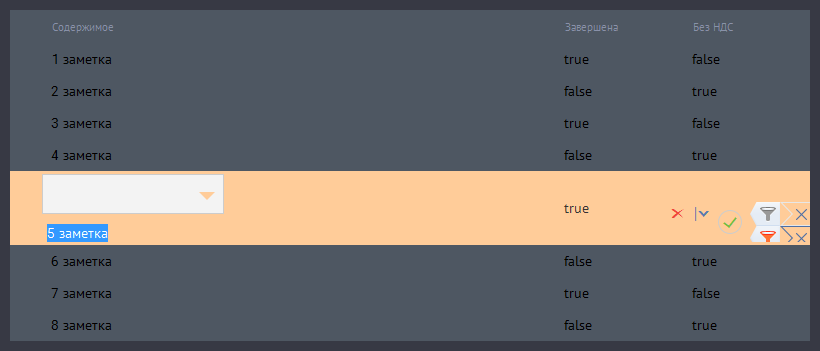 Содержимое Завершена Без НДС
1 заметка true false
2 заметка false true
3 заметка true false
4 заметка false true
true
5 заметка
6 заметка false true
7 заметка true false
8 заметка false true